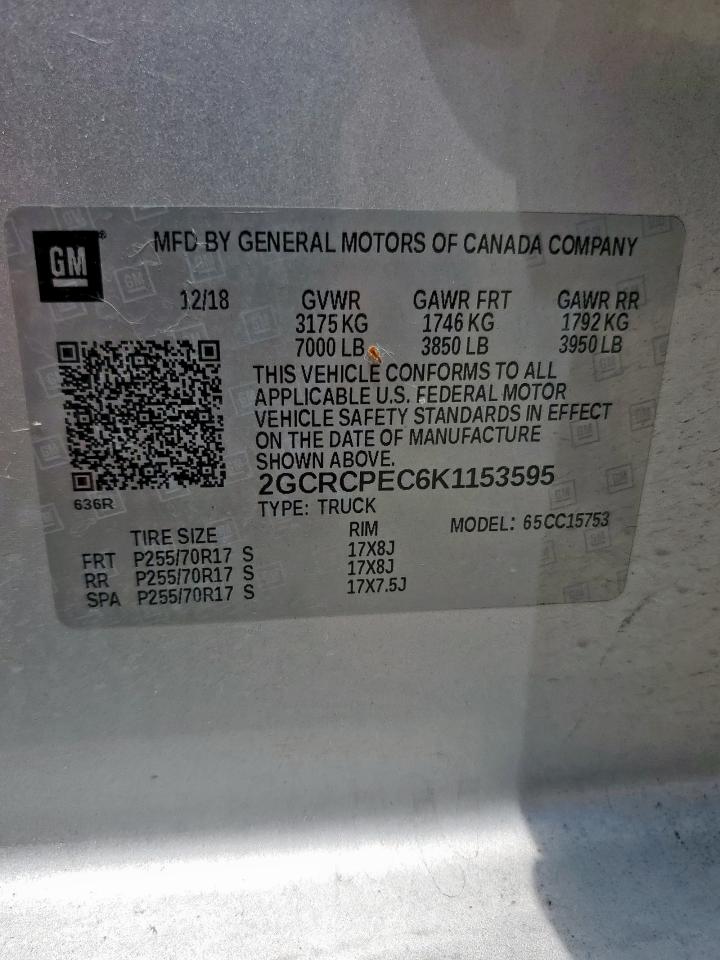 GM
MFD BY GENERAL MOTORS OF CANADA COMPANY
12/18 GVWR GAWR FRT GAWR RR
3175 KG 1746 KG 1792 KG
7000 LB 3850 LB 3950 LB
THIS VEHICLE CONFORMS TO ALL
APPLICABLE U.S. FEDERAL MOTOR
VEHICLE SAFETY STANDARDS IN EFFECT
ON THE DATE OF MANUFACTURE
SHOWN ABOVE.
2GCRCPEC6K1153595
636R
TYPE: TRUCK
MODEL: 65CC15753
TIRE SIZE RIM
FRT P255/70R17 S 17X8J
RR P255/70R17 S 17X8J
SPA P255/70R17 S 17X7.5J